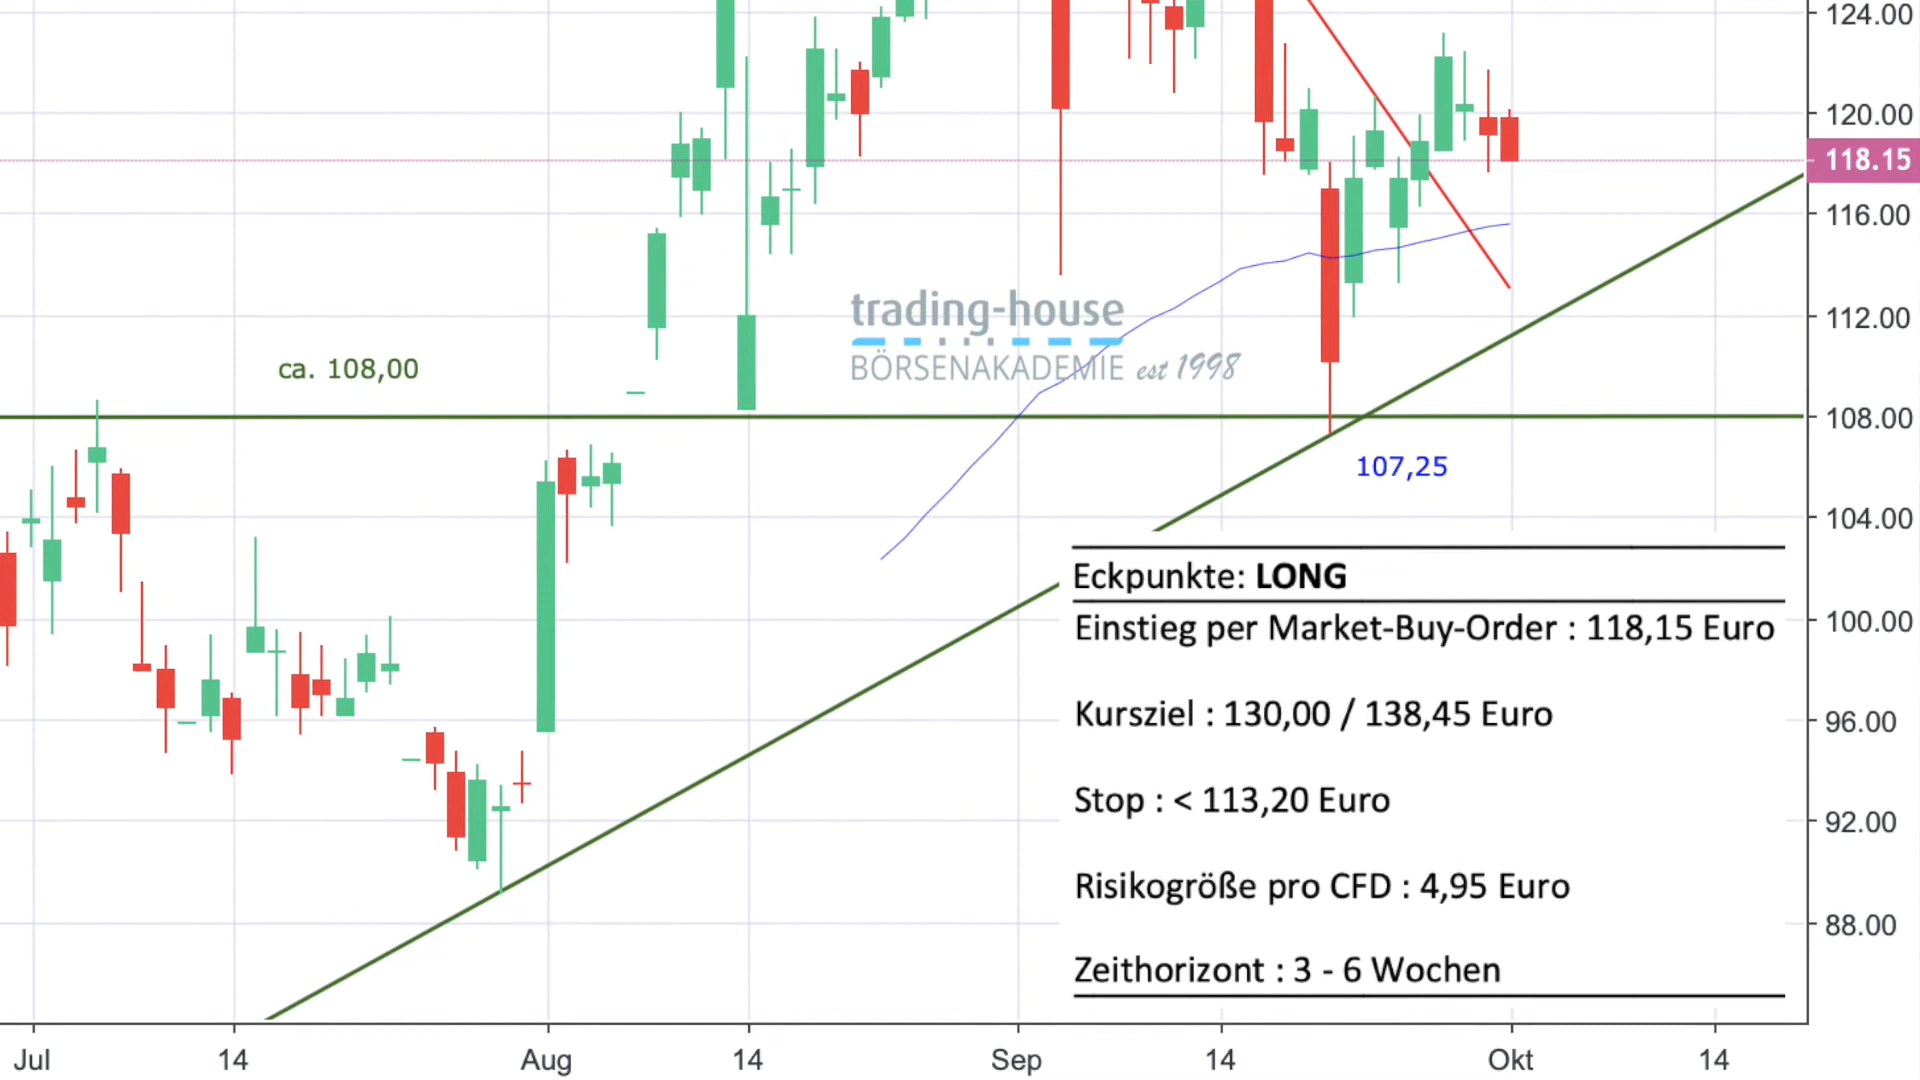 124.00
120.00
118.15
116.00
trading-house
112.00
BÖRSENAKADEMIE est 1998
ca. 108,00
108.00
107,25
104.00
Eckpunkte: LONG
100.00
Einstieg per Market-Buy-Order : 118,15 Euro
Kursziel : 130,00 / 138,45 Euro
96.00
Stop : < 113,20 Euro
92.00
Risikogröße pro CFD : 4,95 Euro
88.00
Zeithorizont : 3 - 6 Wochen
Jul 14 Aug 14 Sep 14 Okt 14